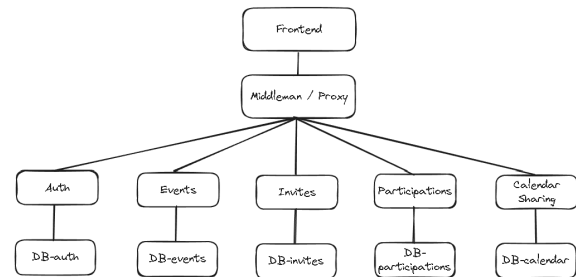 Frontend
Middleman / Proxy
Auth
Events
Invites
Participations
Calendar
Sharing
DB-auth
DB-events
DB-invites
DB-
participations
DB-calendar